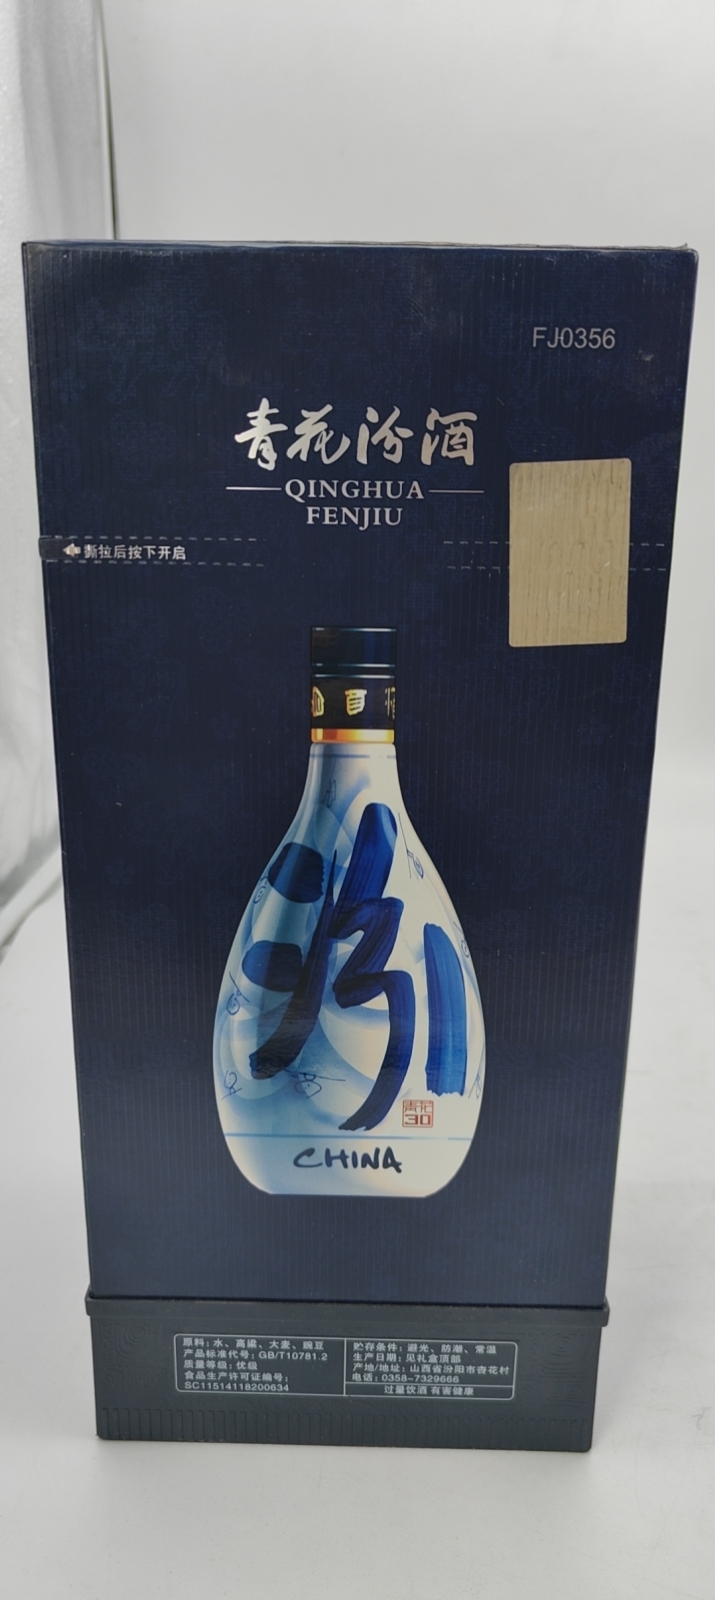 FJ0356
青花汾酒
QINGHUA
FENJIU
撕拉后按下开启
汾
青花
30
CHINA
原料：水、高粱、大麦、豌豆
产品标准代号：GB/T10781.2
质量等级：优级
食品生产许可证编号：
SC11514118200634
贮存条件：避光、防潮、常温
生产日期：见礼盒顶部
产地/地址：山西省汾阳市杏花村
电话：0358-7329666
过量饮酒 有害健康